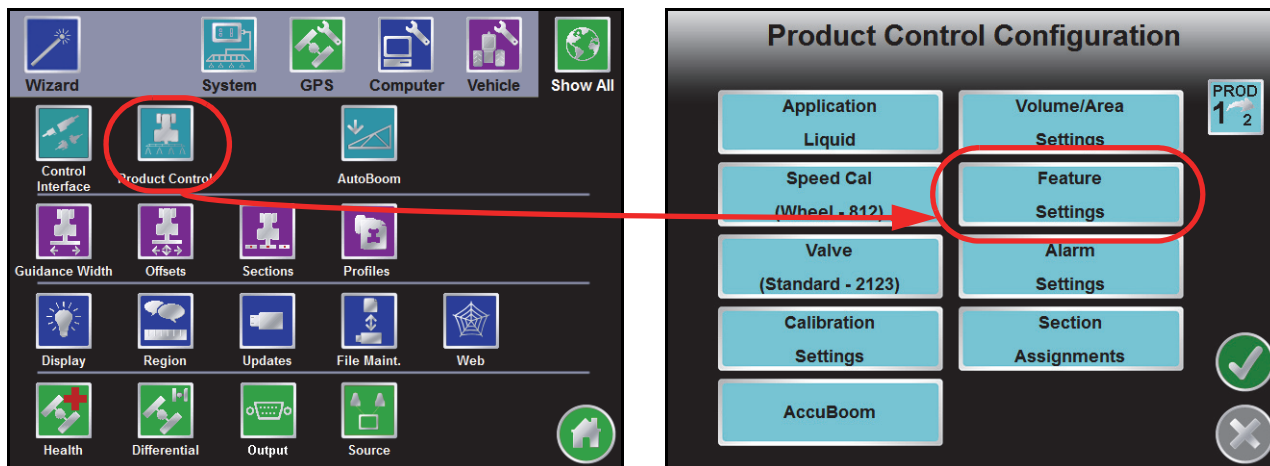 Wizard
System
GPS
Computer
Vehicle
Show All
Control
Interface
Product Control
AutoBoom
Guidance Width
Offsets
Sections
Profiles
Display
Region
Updates
File Maint.
Web
Health
Differential
Output
Source
Product Control Configuration
PROD
1 2
Application
Liquid
Volume/Area
Settings
Speed Cal
(Wheel - 812)
Feature
Settings
Valve
(Standard - 2123)
Alarm
Settings
Calibration
Settings
Section
Assignments
AccuBoom